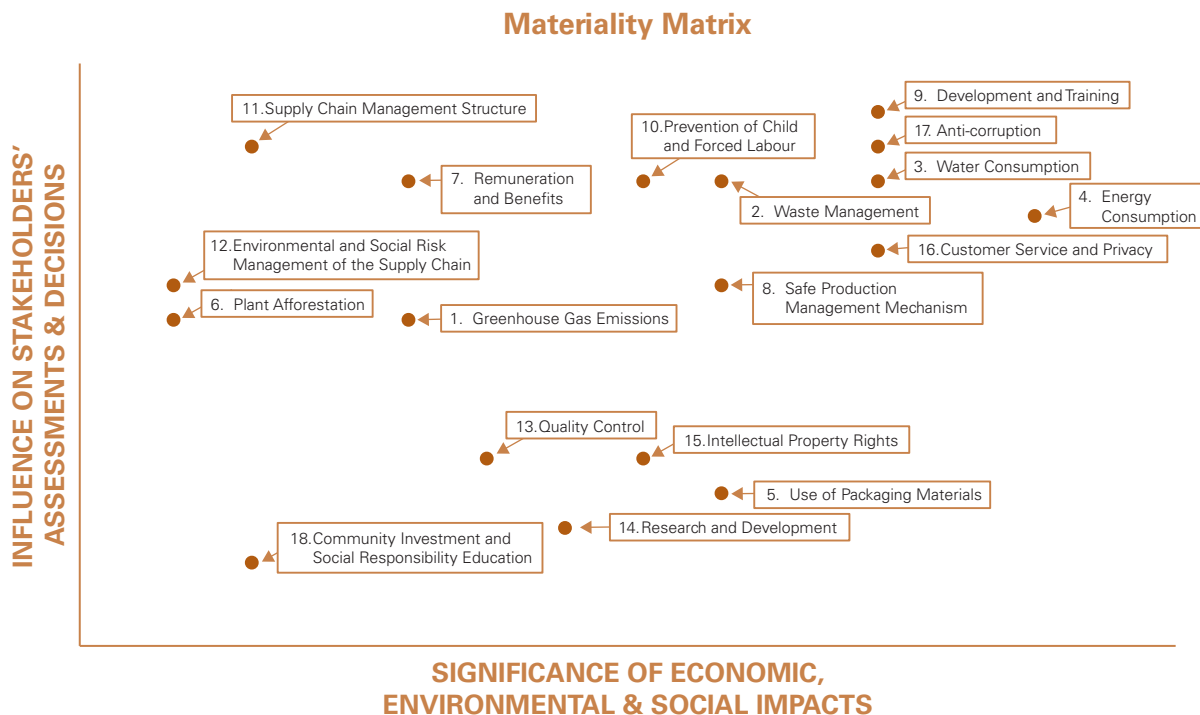 Materiality Matrix
INFLUENCE ON STAKEHOLDERS'
ASSESSMENTS & DECISIONS
11.Supply Chain Management Structure
9. Development and Training
10.Prevention of Child
and Forced Labour
17. Anti-corruption
3. Water Consumption
7. Remuneration
and Benefits
2. Waste Management
4. Energy
Consumption
12.Environmental and Social Risk
Management of the Supply Chain
16.Customer Service and Privacy
8. Safe Production
Management Mechanism
6. Plant Afforestation
1. Greenhouse Gas Emissions
13.Quality Control
15.Intellectual Property Rights
5. Use of Packaging Materials
14.Research and Development
18.Community Investment and
Social Responsibility Education
SIGNIFICANCE OF ECONOMIC,
ENVIRONMENTAL & SOCIAL IMPACTS